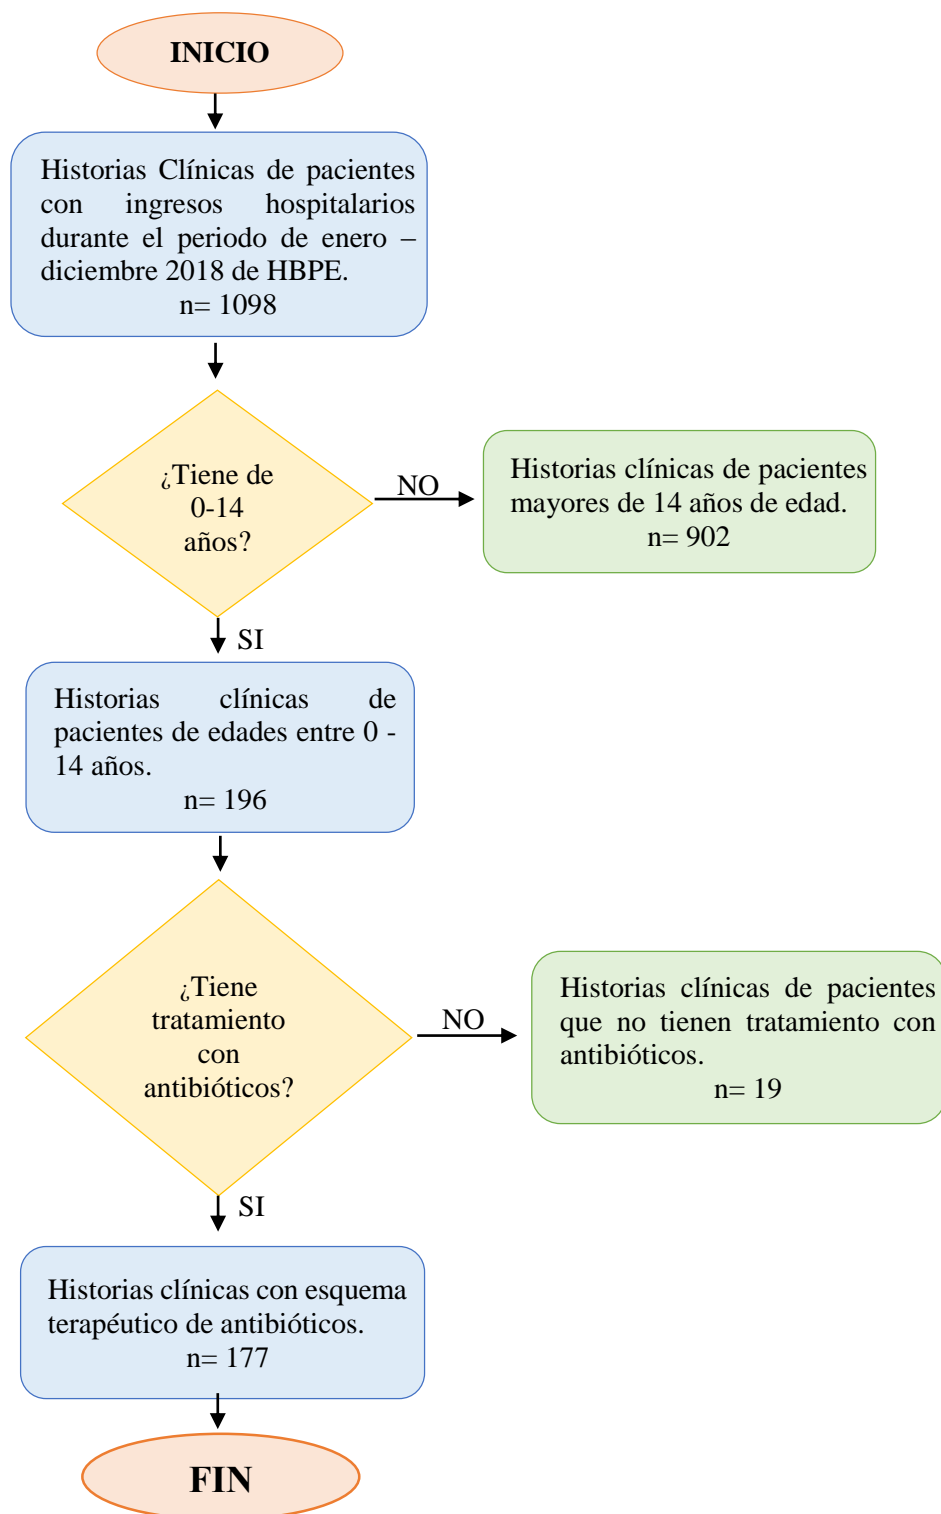 INICIO
Historias Clínicas de pacientes
con ingresos hospitalarios
durante el periodo de enero –
diciembre 2018 de HBPE.
n= 1098
¿Tiene de
0-14
años?
NO
Historias clínicas de pacientes
mayores de 14 años de edad.
n= 902
SI
Historias clínicas de
pacientes de edades entre 0 -
14 años.
n= 196
¿Tiene
tratamiento
con
antibióticos?
NO
Historias clínicas de pacientes
que no tienen tratamiento con
antibióticos.
n= 19
SI
Historias clínicas con esquema
terapéutico de antibióticos.
n= 177
FIN